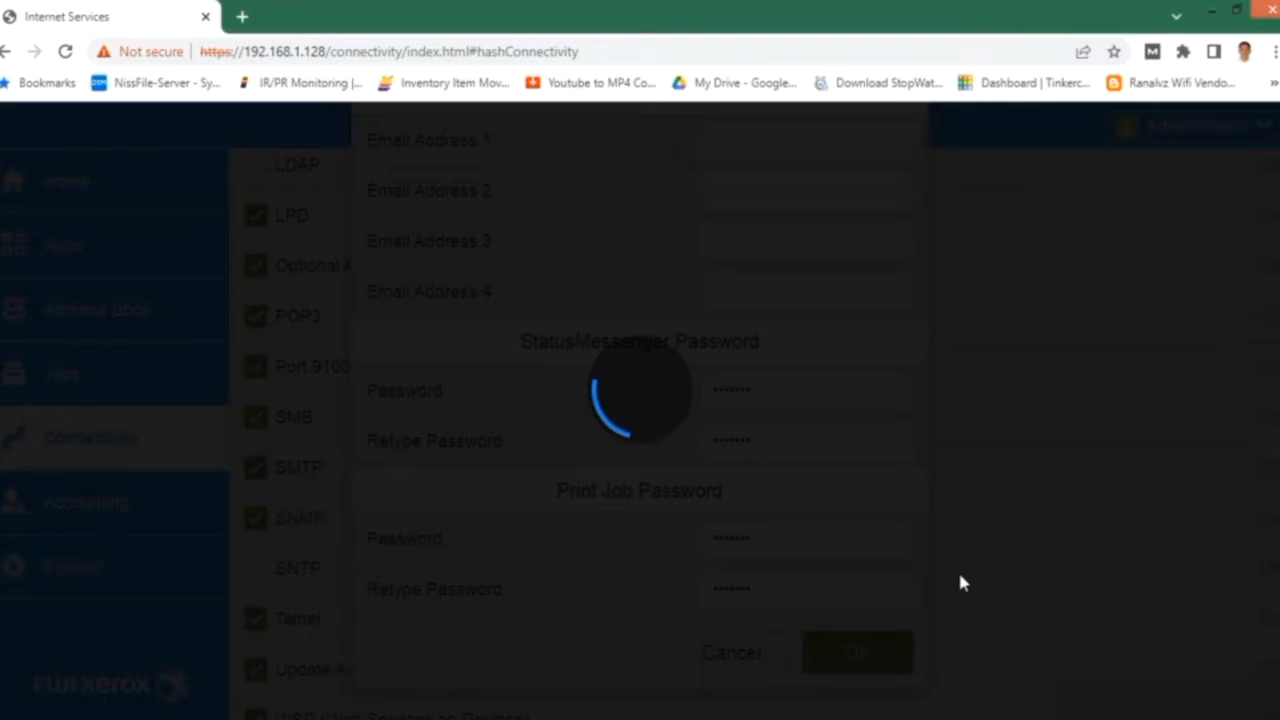 Internet Services
Not secure https://192.168.1.128/connectivity/index.html#hashConnectivity
M
Bookmarks NissFile-Server - Sy... IR/PR Monitoring |... Inventory Item Mov... Youtube to MP4 Co... My Drive - Google... Download StopWat... Dashboard | Tinkerc... Ranalvz Wifi Vendo... »
Email Address 1
LDAP
Home
Email Address 2
LPD
Email Address 3
Apps
Optional A
Email Address 4
Address Book
POP3
StatusMessenger Password
Port 9100
Jobs
Password •••••••
SMB
Connectivity
Retype Password •••••••
SMTP
Print Job Password
Accounting
SNMP
Password •••••••
SNTP
Retype Password •••••••
Telnet
Cancel Ok
Update A
FUJI XEROX